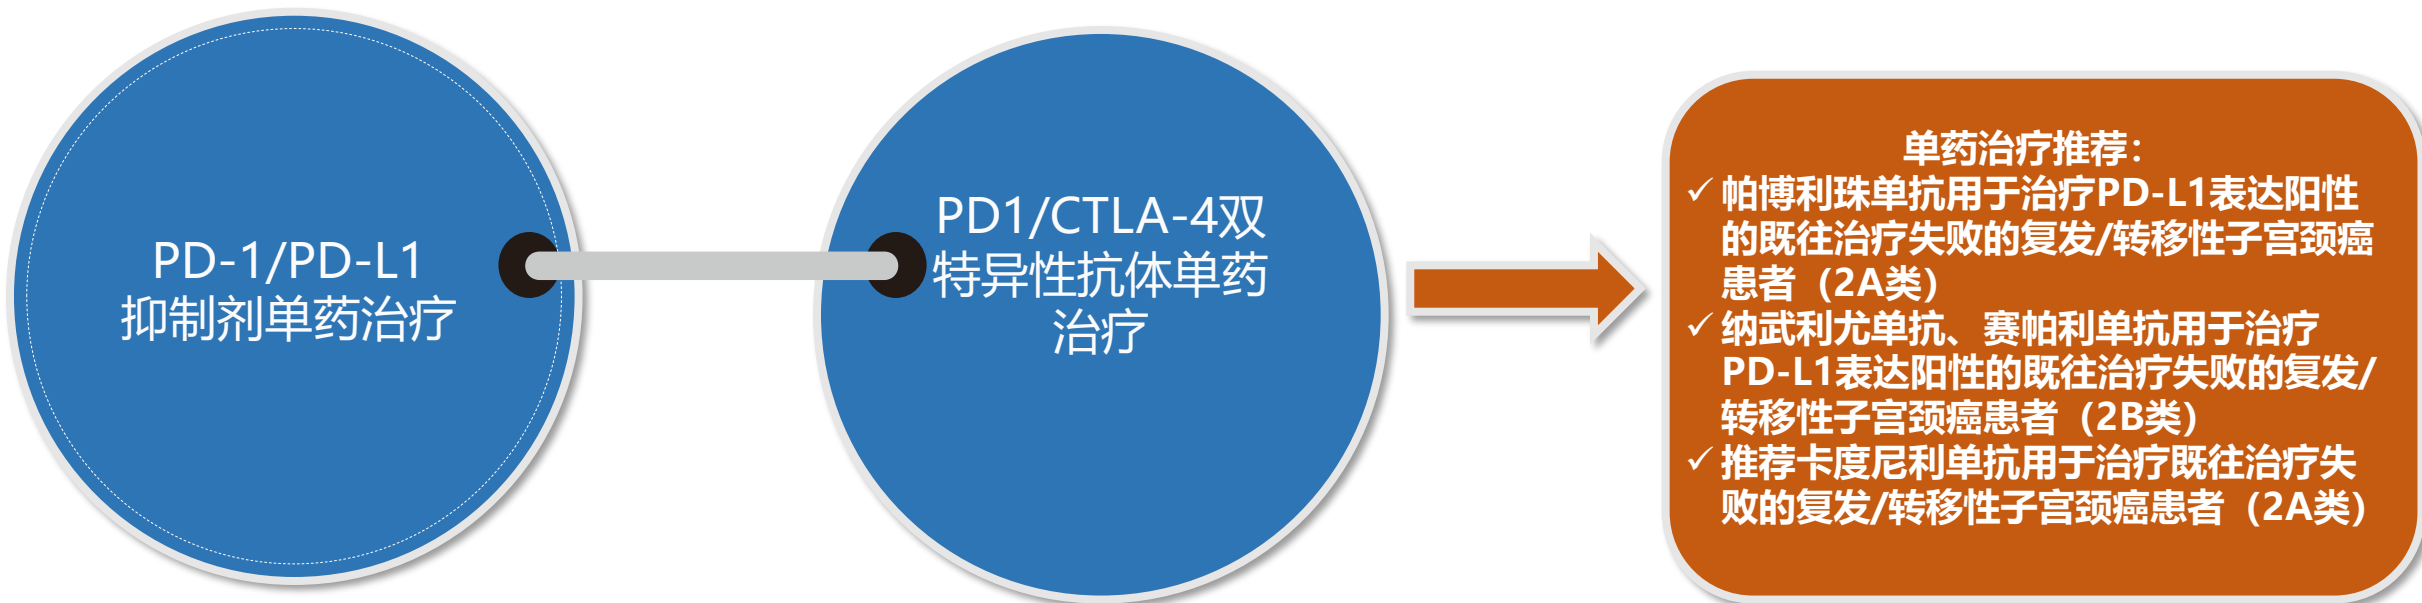 PD-1/PD-L1
抑制剂单药治疗
PD1/CTLA-4双
特异性抗体单药
治疗
单药治疗推荐：
✓ 帕博利珠单抗用于治疗PD-L1表达阳性
的既往治疗失败的复发/转移性子宫颈癌
患者（2A类）
✓ 纳武利尤单抗、赛帕利单抗用于治疗
PD-L1表达阳性的既往治疗失败的复发/
转移性子宫颈癌患者（2B类）
✓ 推荐卡度尼利单抗用于治疗既往治疗失
败的复发/转移性子宫颈癌患者（2A类）